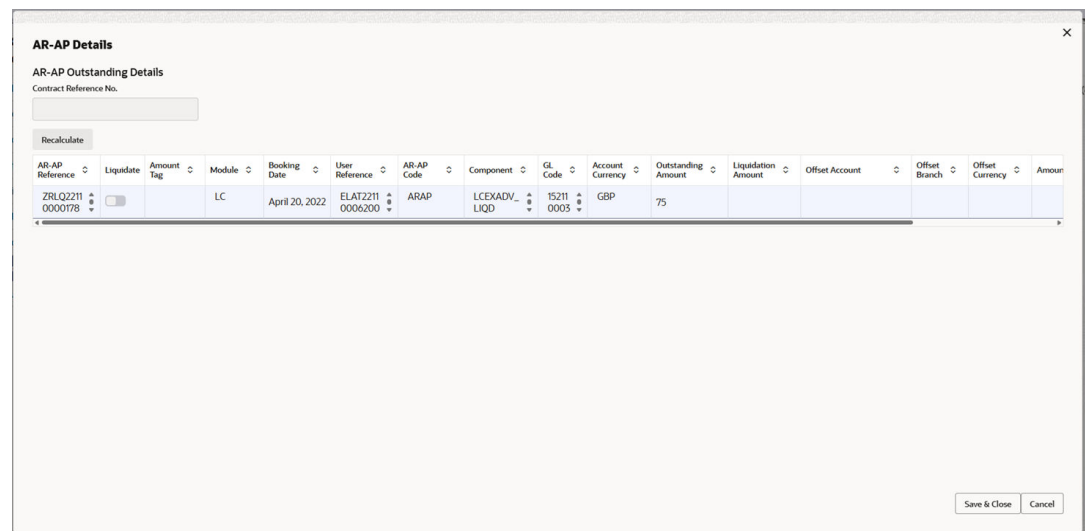 AR-AP Details
AR-AP Outstanding Details
Contract Reference No.
Recalculate
AR-AP Reference Liquidate Amount Tag Module Booking Date User Reference AR-AP Code Component GL Code Account Currency Outstanding Amount Liquidation Amount Offset Account Offset Branch Offset Currency Amoun
ZRLQ2211 LC April 20, 2022 ELAT2211 ARAP LCEXADV_ 15211 GBP 75
0000178 0006200 LIQD 0003
Save & Close Cancel